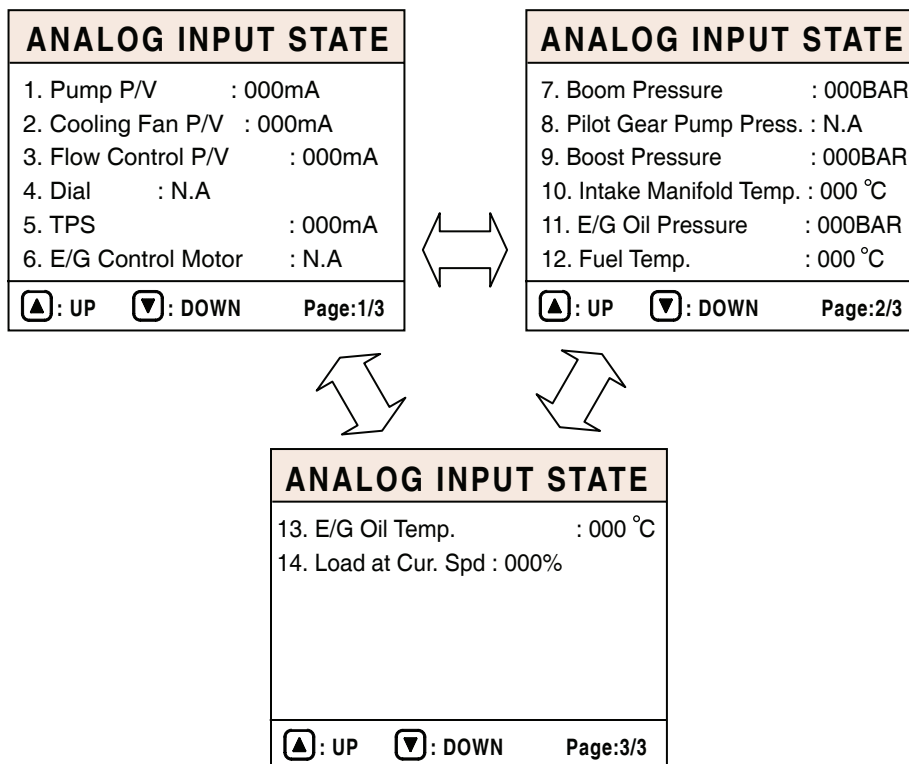 ANALOG INPUT STATE
1. Pump P/V : 000mA
2. Cooling Fan P/V : 000mA
3. Flow Control P/V : 000mA
4. Dial : N.A
5. TPS : 000mA
6. E/G Control Motor : N.A
▲ : UP ▼ : DOWN Page:1/3
ANALOG INPUT STATE
7. Boom Pressure : 000BAR
8. Pilot Gear Pump Press. : N.A
9. Boost Pressure : 000BAR
10. Intake Manifold Temp. : 000 °C
11. E/G Oil Pressure : 000BAR
12. Fuel Temp. : 000 °C
▲ : UP ▼ : DOWN Page:2/3
ANALOG INPUT STATE
13. E/G Oil Temp. : 000 °C
14. Load at Cur. Spd : 000%
▲ : UP ▼ : DOWN Page:3/3